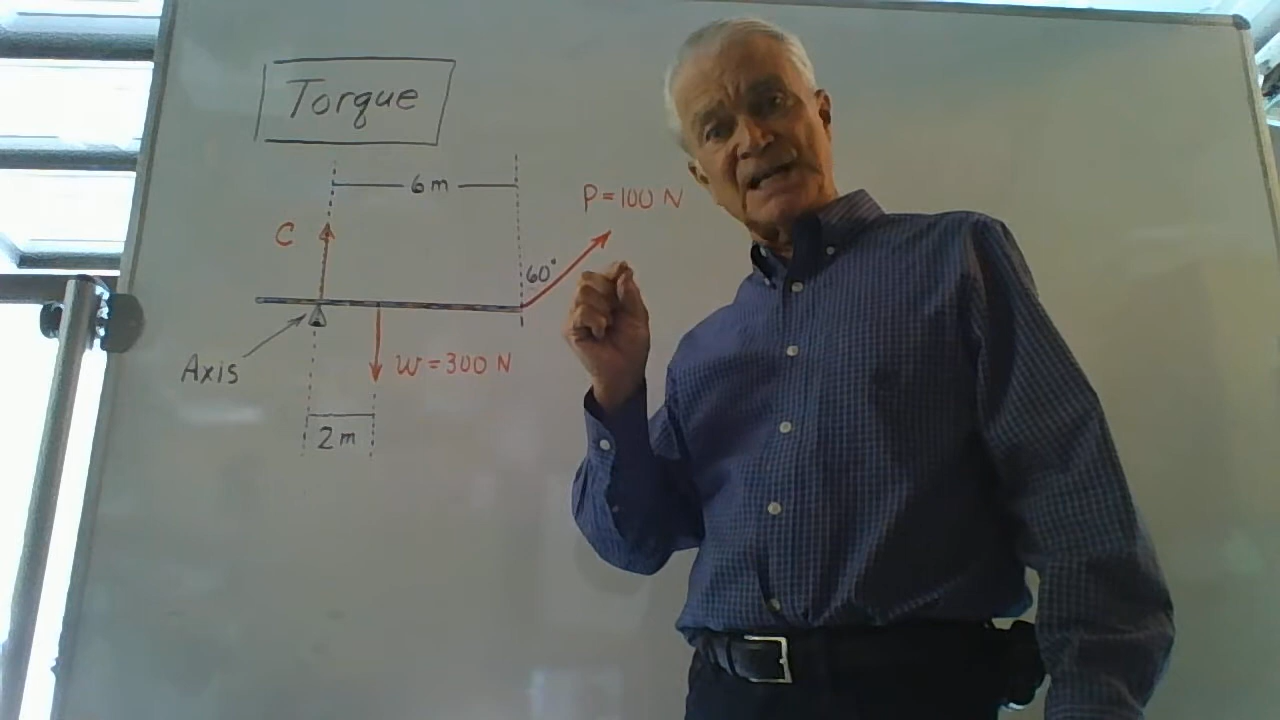 Torque
6 m
P = 100 N
C
60°
Axis
W = 300 N
2 m